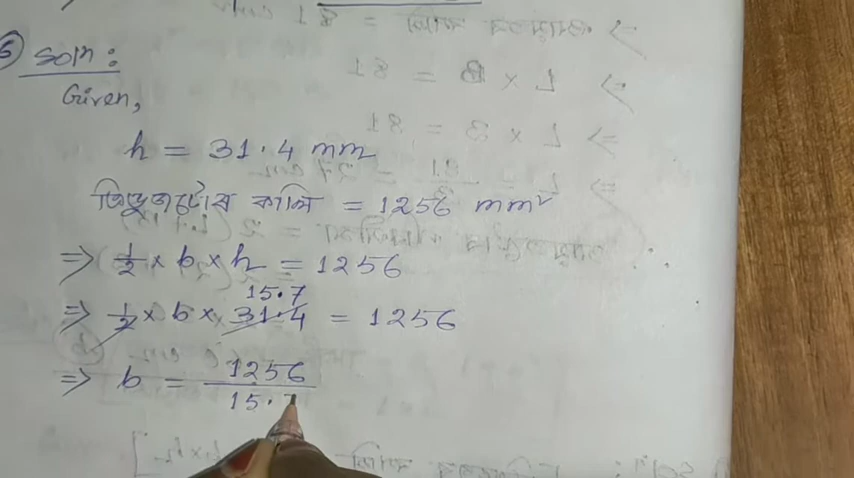 6) Soln:
Given,
h = 31.4 mm
ত্রিভুজটোৰ কালি = 1256 mm²
⇒ 1/2 × b × h = 1256
15.7
⇒ 1/2 × b × 31.4 = 1256
⇒ b = 1256/15.7